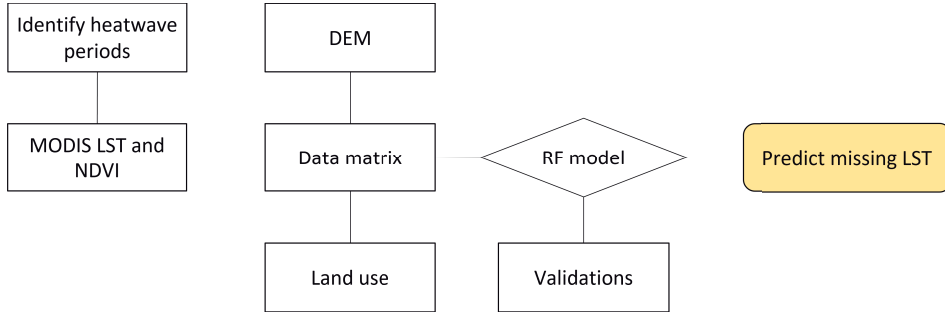 Identify heatwave
periods
DEM
MODIS LST and
NDVI
Data matrix
RF model
Predict missing LST
Land use
Validations